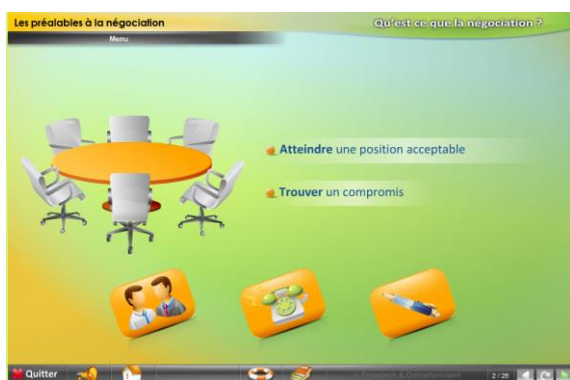 Les préalables à la négociation
Qu'est ce que la négociation ?
Menu
Atteindre une position acceptable
Trouver un compromis
Quitter
2 / 28